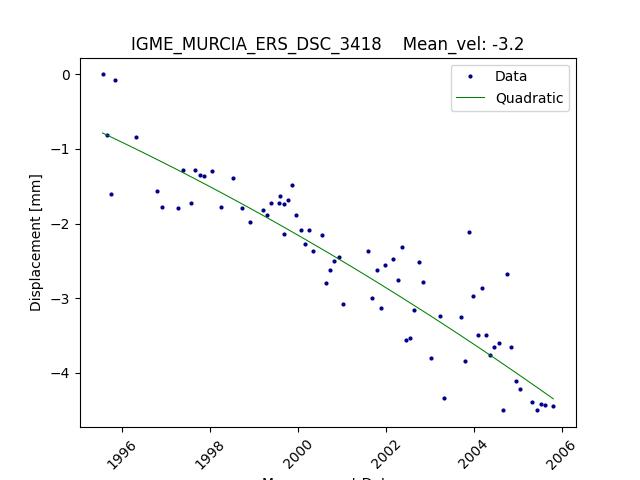 IGME_MURCIA_ERS_DSC_3418    Mean_vel: -3.2
Data
Quadratic
Displacement [mm]
0
−1
−2
−3
−4
1996
1998
2000
2002
2004
2006